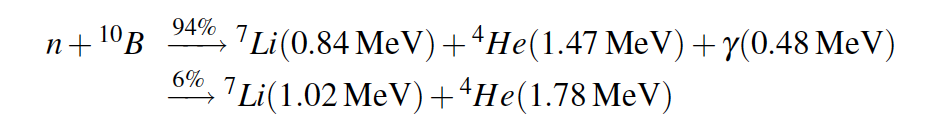 n + ¹⁰B 94% → ⁷Li(0.84 MeV) + ⁴He(1.47 MeV) + γ(0.48 MeV)
6% → ⁷Li(1.02 MeV) + ⁴He(1.78 MeV)